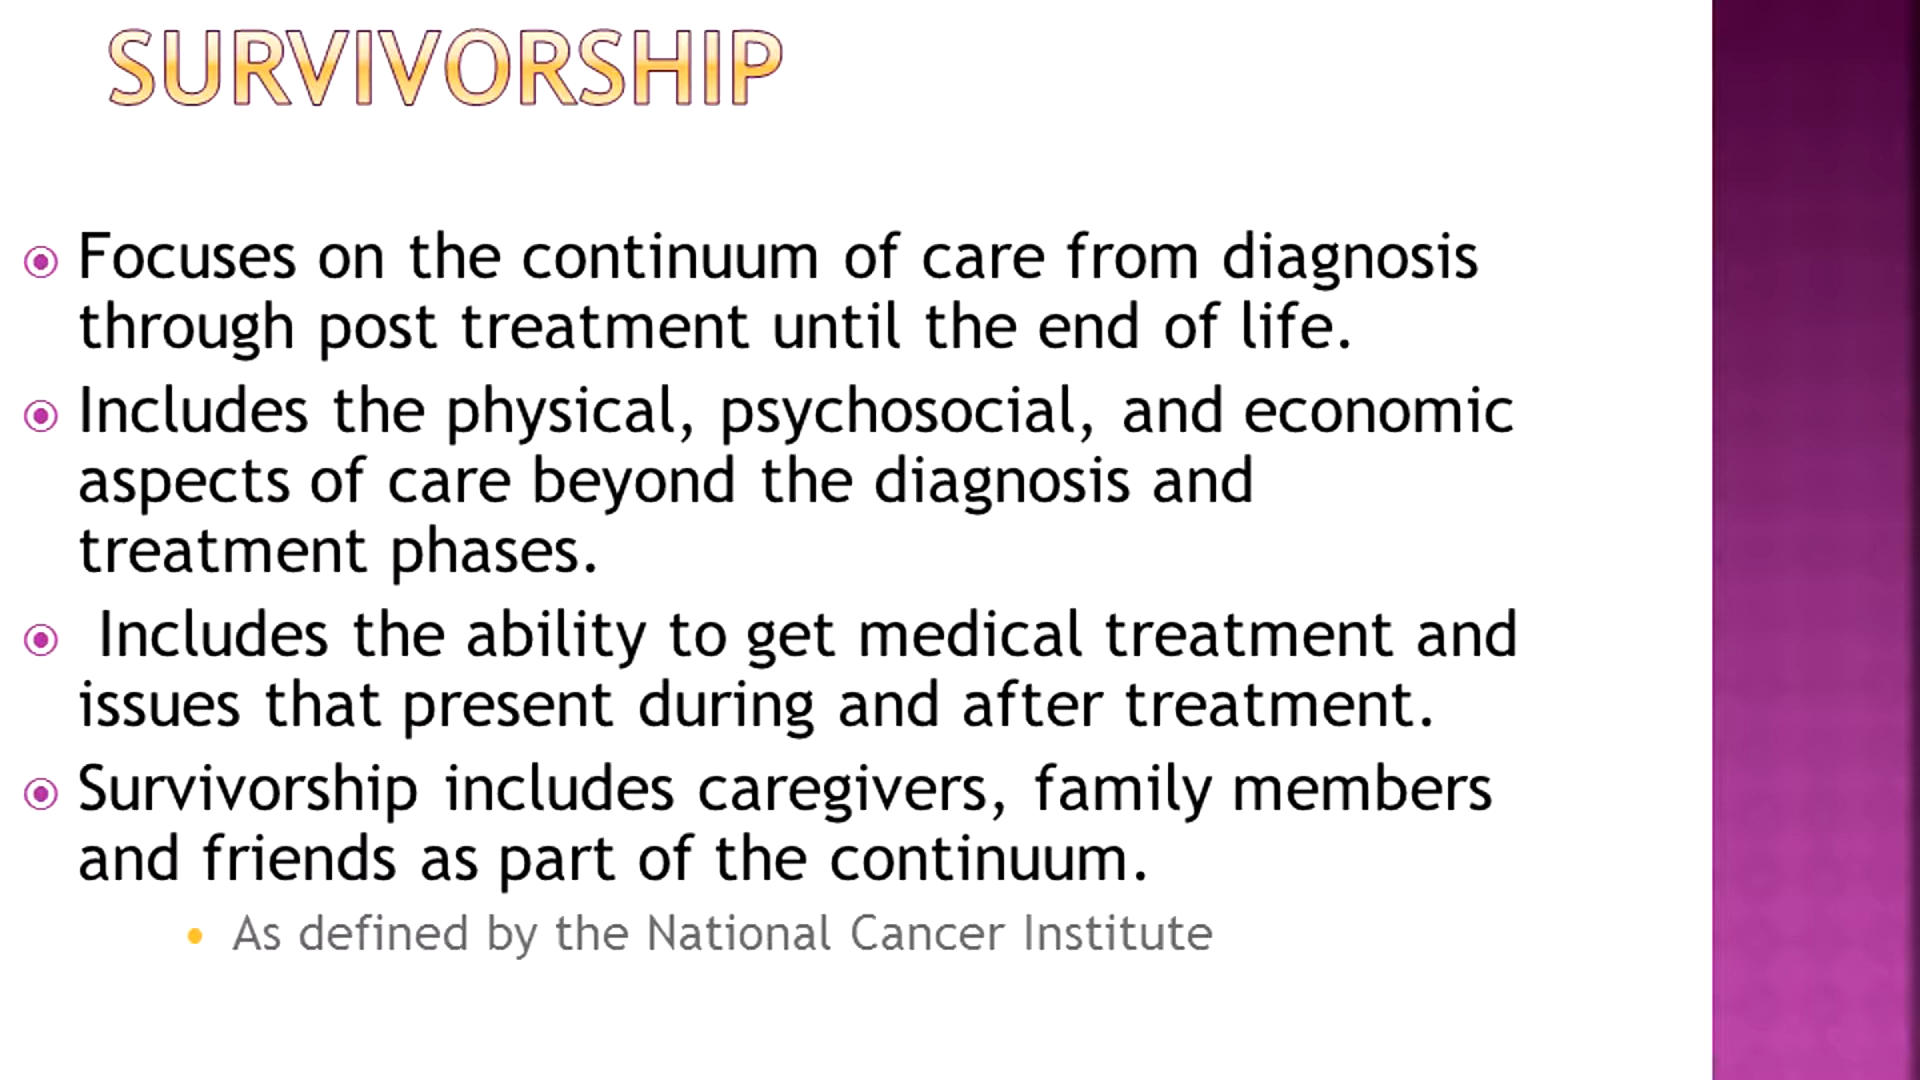 SURVIVORSHIP
Focuses on the continuum of care from diagnosis
through post treatment until the end of life.
Includes the physical, psychosocial, and economic
aspects of care beyond the diagnosis and
treatment phases.
Includes the ability to get medical treatment and
issues that present during and after treatment.
Survivorship includes caregivers, family members
and friends as part of the continuum.
As defined by the National Cancer Institute